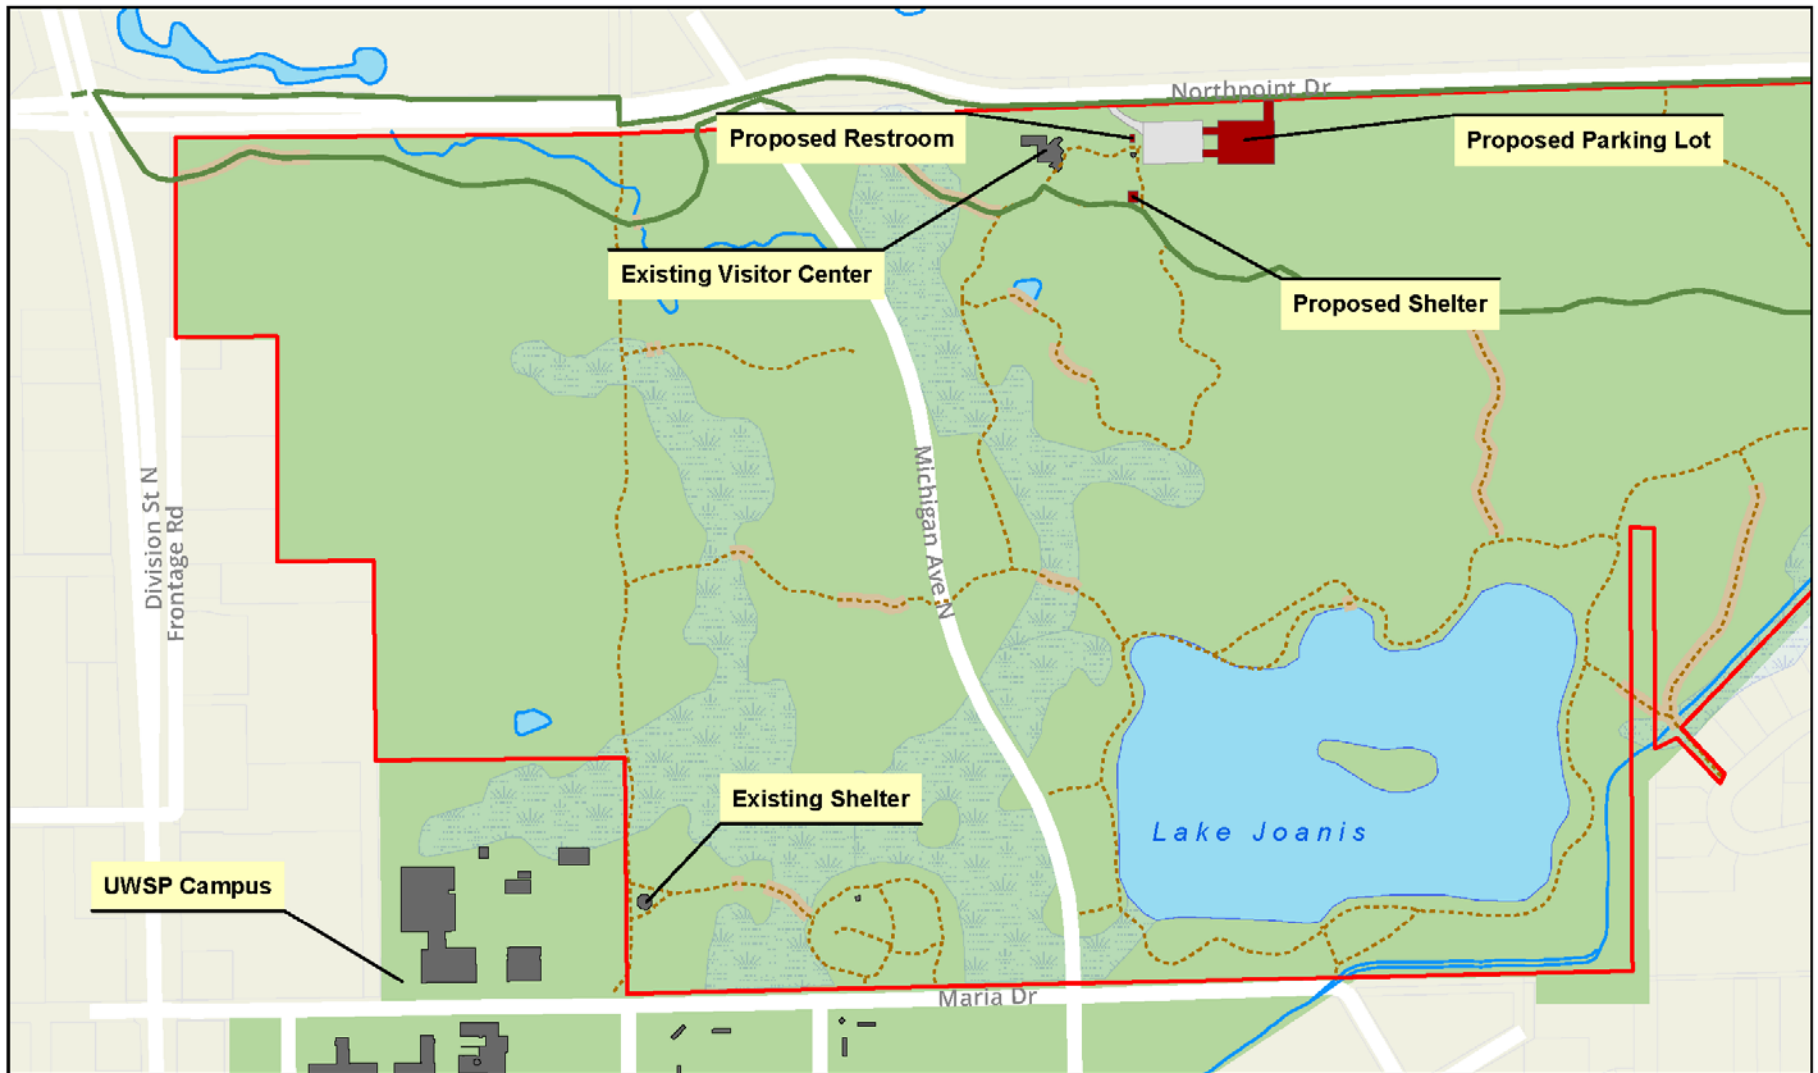 Northpoint Dr
Proposed Restroom
Proposed Parking Lot
Existing Visitor Center
Proposed Shelter
Michigan Ave N
Division St N
Frontage Rd
Existing Shelter
Lake Joanis
UWSP Campus
Maria Dr